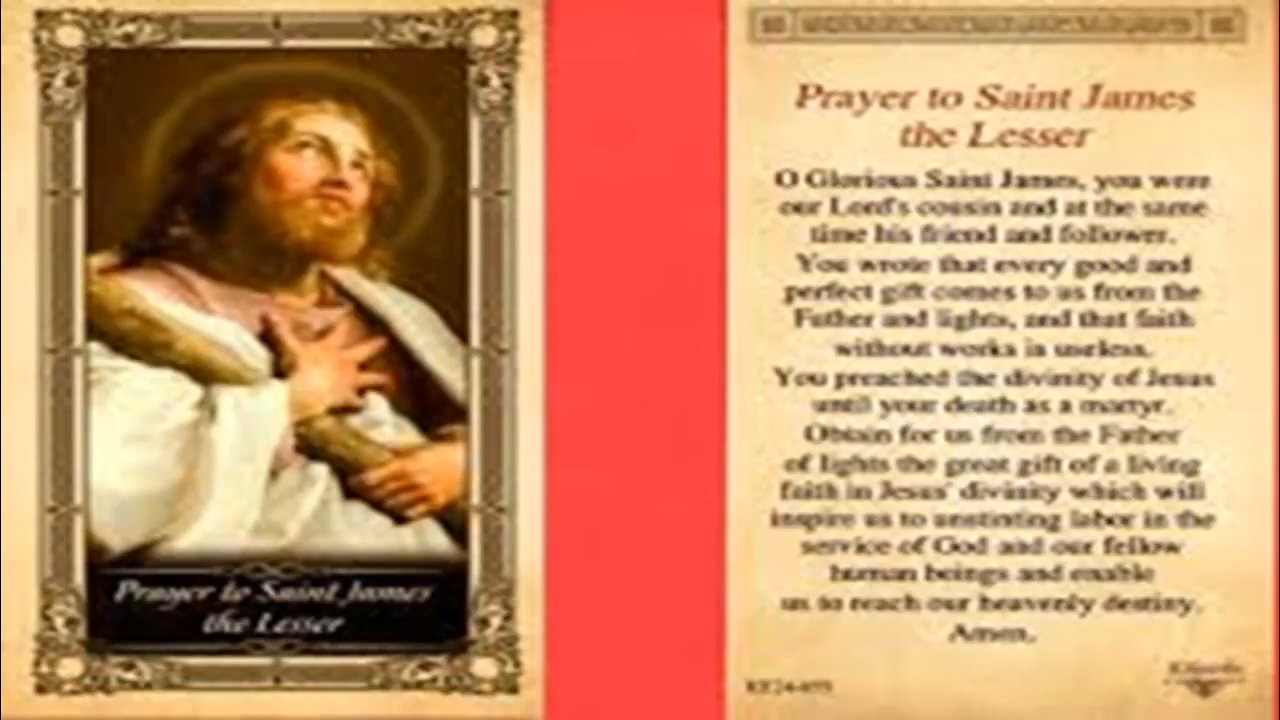 Prayer to Saint James
the Lesser
Prayer to Saint James
the Lesser
O Glorious Saint James, you were
our Lord's cousin and at the same
time his friend and follower.
You wrote that every good and
perfect gift comes to us from the
Father and lights, and that faith
without works is useless.
You preached the divinity of Jesus
until your death as a martyr.
Obtain for us from the Father
of lights the great gift of a living
faith in Jesus' divinity which will
inspire us to unstinting labor in the
service of God and our fellow
human beings and enable
us to reach our heavenly destiny.
Amen.